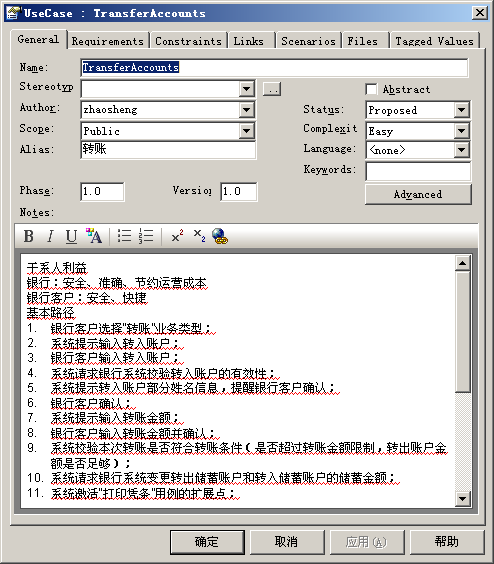 UseCase : TransferAccounts
General Requirements Constraints Links Scenarios Files Tagged Values
Name: TransferAccounts
Stereotyp ... Abstract
Author: zhaosheng Status: Proposed
Scope: Public Complexit Easy
Alias: 转账 Language: <none>
Keywords:
Phase: 1.0 Version 1.0 Advanced
Notes:
B I U A x² x₂
干系人利益
银行：安全、准确、节约运营成本
银行客户：安全、快捷
基本路径
1. 银行客户选择"转账"业务类型；
2. 系统提示输入转入账户；
3. 银行客户输入转入账户；
4. 系统请求银行系统校验转入账户的有效性；
5. 系统提示转入账户部分姓名信息，提醒银行客户确认；
6. 银行客户确认；
7. 系统提示输入转账金额；
8. 银行客户输入转账金额并确认；
9. 系统校验本次转账是否符合转账条件（是否超过转账金额限制，转出账户金
额是否足够）；
10. 系统请求银行系统变更转出储蓄账户和转入储蓄账户的储蓄金额；
11. 系统激活"打印凭条"用例的扩展点；
确定 取消 应用(A) 帮助